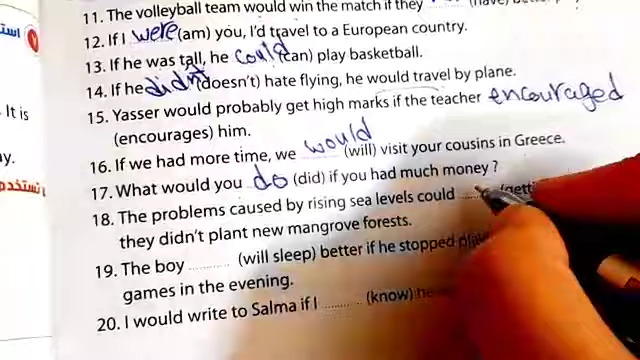 11. The volleyball team would win the match if they (have)
12. If I were (am) you, I'd travel to a European country.
13. If he was tall, he could (can) play basketball.
14. If he didn't (doesn't) hate flying, he would travel by plane.
15. Yasser would probably get high marks if the teacher encouraged
(encourages) him.
16. If we had more time, we would (will) visit your cousins in Greece.
17. What would you do (did) if you had much money ?
18. The problems caused by rising sea levels could ........ (gett
they didn't plant new mangrove forests.
19. The boy ........... (will sleep) better if he stopped
games in the evening.
20. I would write to Salma if I .......... (know)
It is
ay.